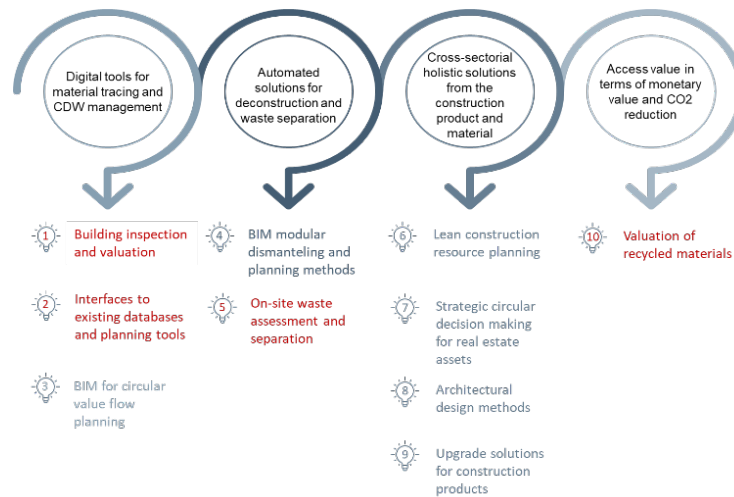 Digital tools for
material tracing and
CDW management
Automated
solutions for
deconstruction and
waste separation
Cross-sectorial
holistic solutions
from the
construction
product and
material
Access value in
terms of monetary
value and CO2
reduction
1
Building inspection
and valuation
2
Interfaces to
existing databases
and planning tools
3
BIM for circular
value flow
planning
4
BIM modular
dismanteling and
planning methods
5
On-site waste
assessment and
separation
6
Lean construction
resource planning
7
Strategic circular
decision making
for real estate
assets
8
Architectural
design methods
9
Upgrade solutions
for construction
products
10
Valuation of
recycled materials